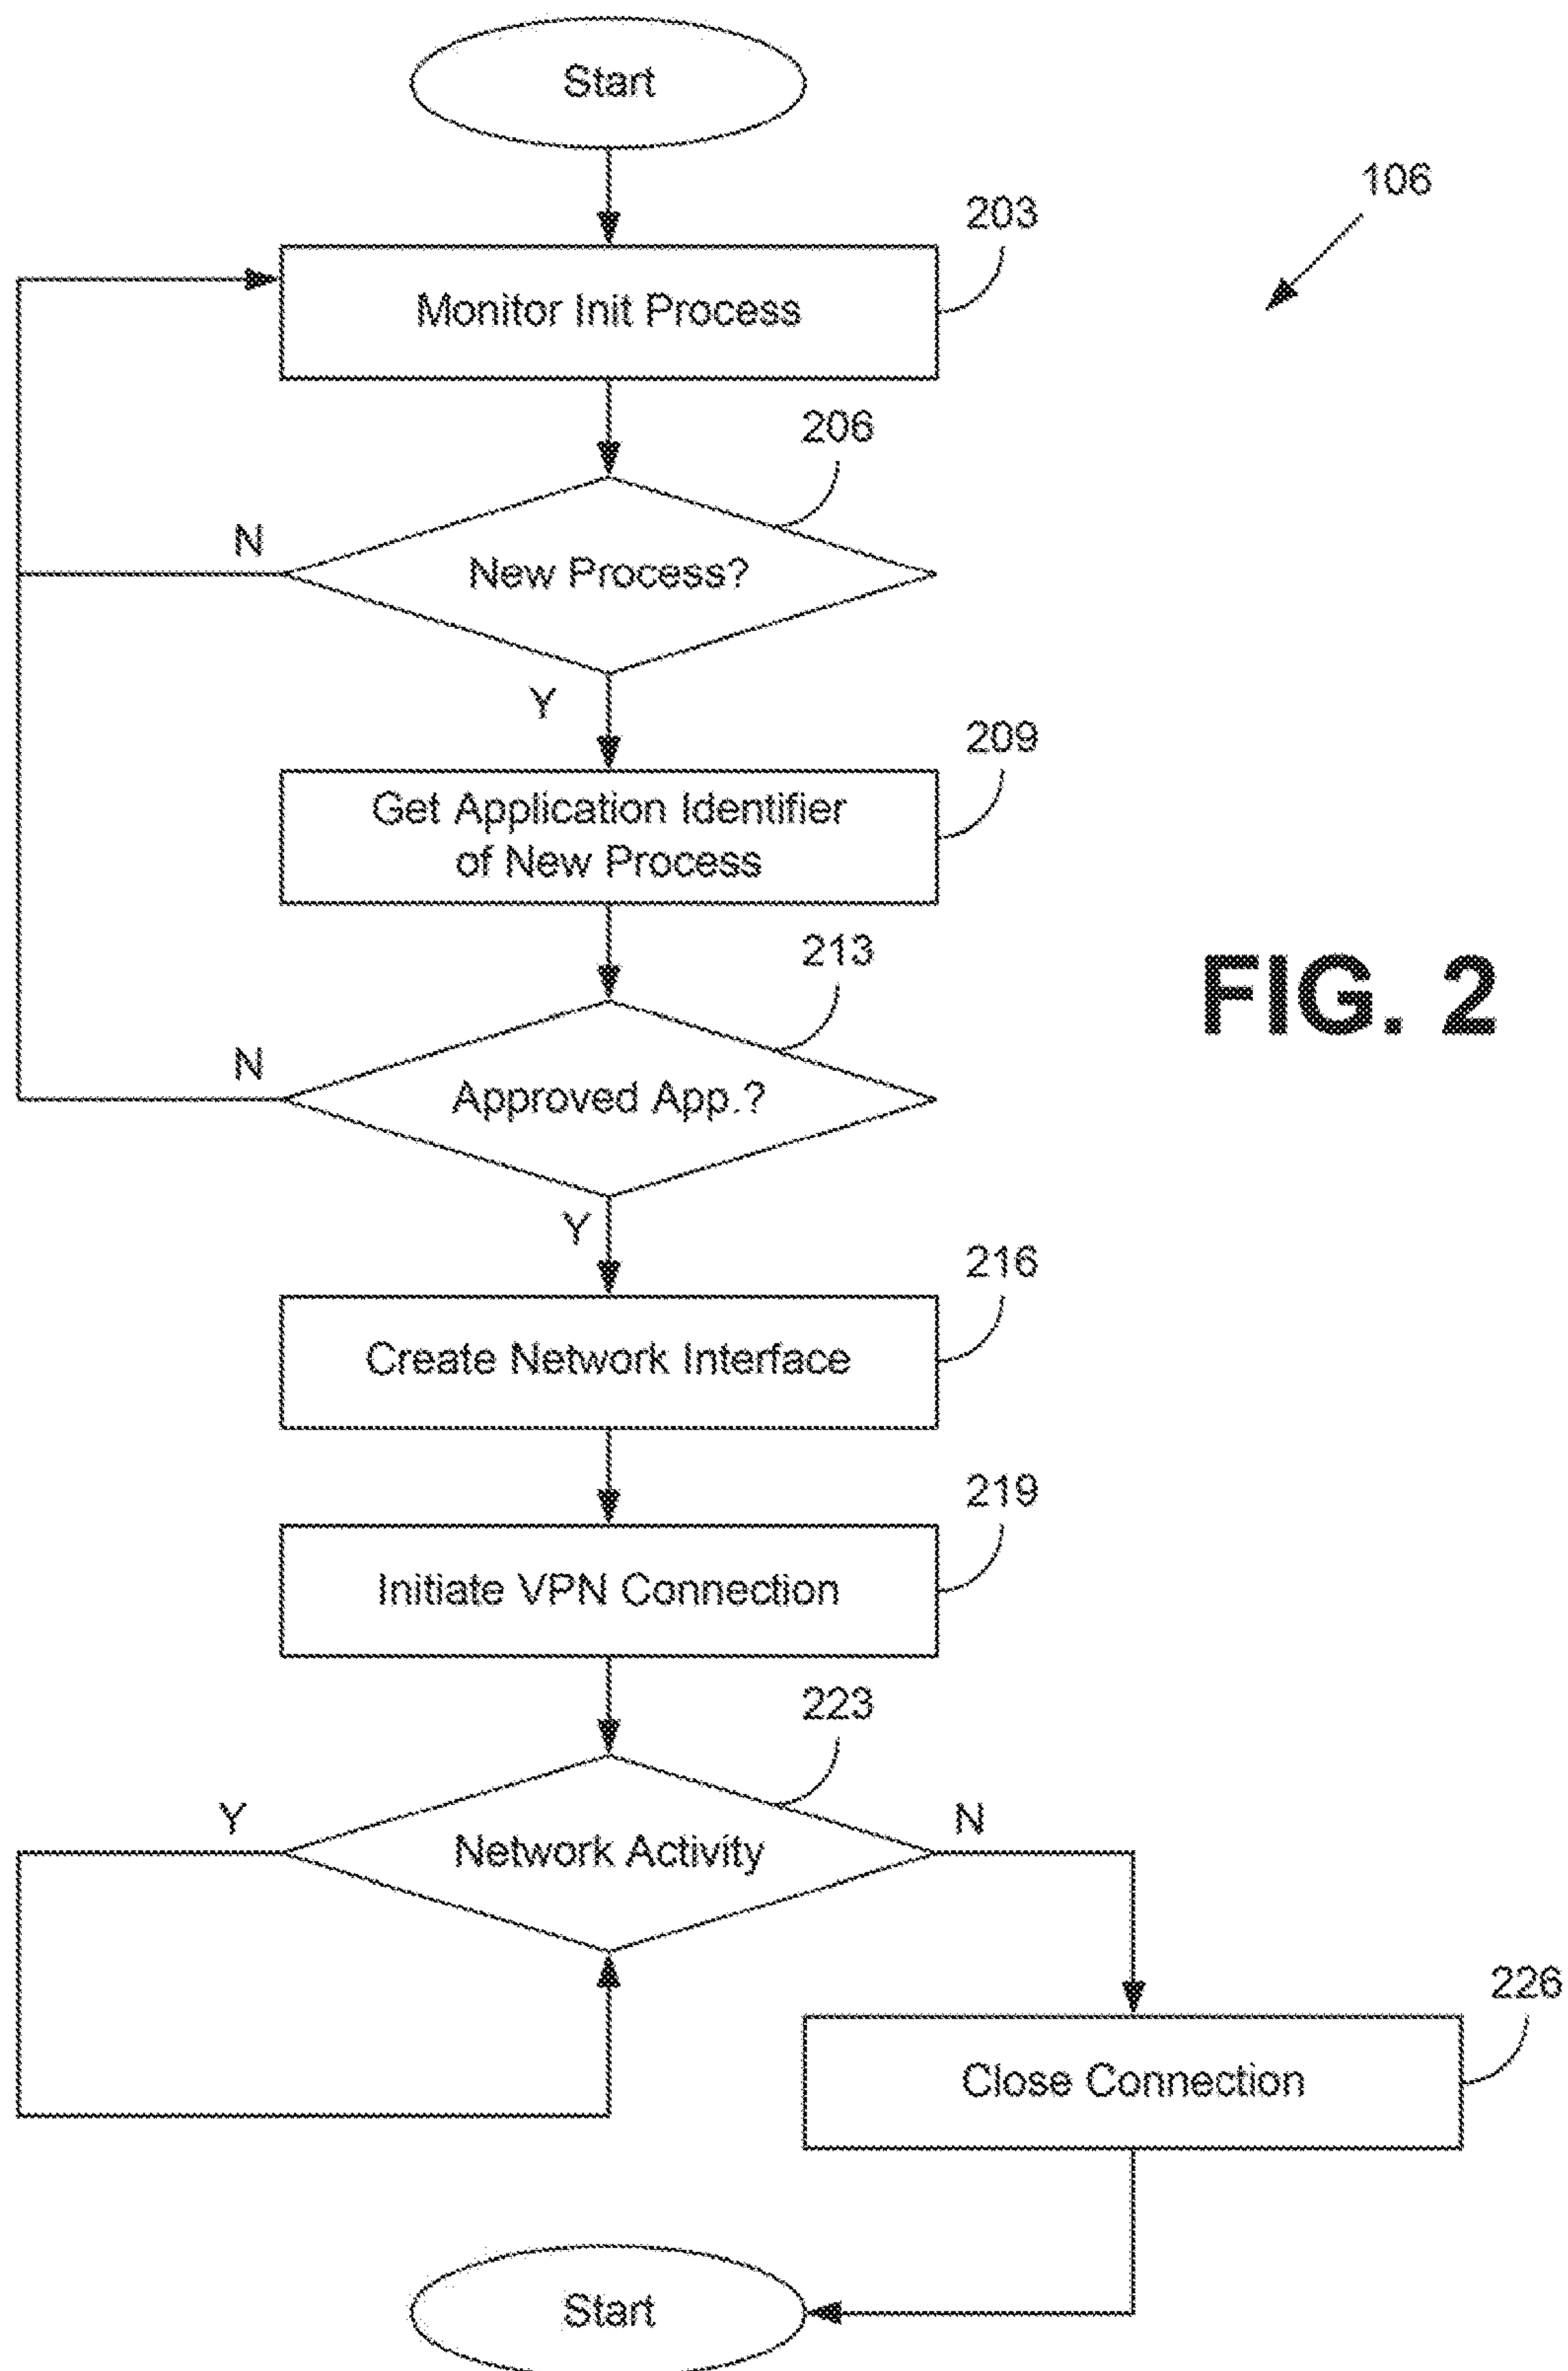 Start
106
203
Monitor Init Process
206
N
New Process?
Y
209
Get Application Identifier
of New Process
213
FIG. 2
N
Approved App.?
Y
216
Create Network Interface
219
Initiate VPN Connection
223
Y
N
Network Activity
226
Close Connection
Start